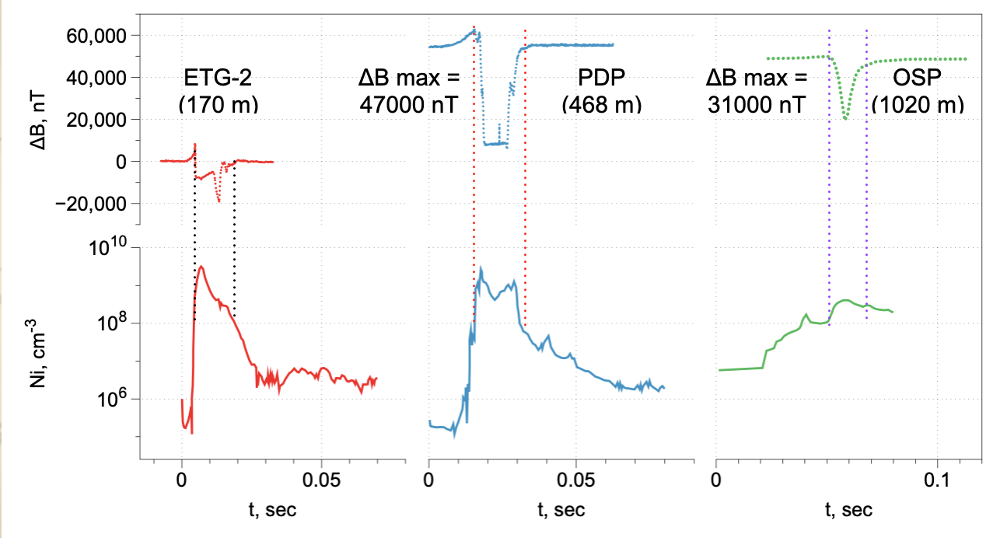 60,000
40,000
20,000
0
−20,000
ΔB, nT
ETG-2
(170 m)
ΔB max =
47000 nT
PDP
(468 m)
ΔB max =
31000 nT
OSP
(1020 m)
10¹⁰
10⁸
10⁶
Ni, cm⁻³
0 0.05
0 0.05
0 0.1
t, sec
t, sec
t, sec